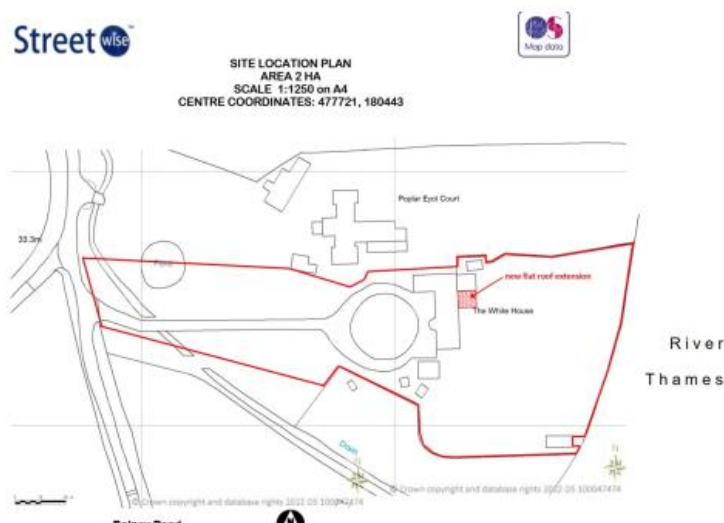 Street wise
OS
Map data
SITE LOCATION PLAN
AREA 2 HA
SCALE 1:1250 on A4
CENTRE COORDINATES: 477721, 180443
Poplar Eyot Court
33.3m
Pond
new flat roof extension
The White House
River
Thames
Drain
N
N
© Crown copyright and database rights 2022 OS 100047474
© Crown copyright and database rights 2022 OS 100047474